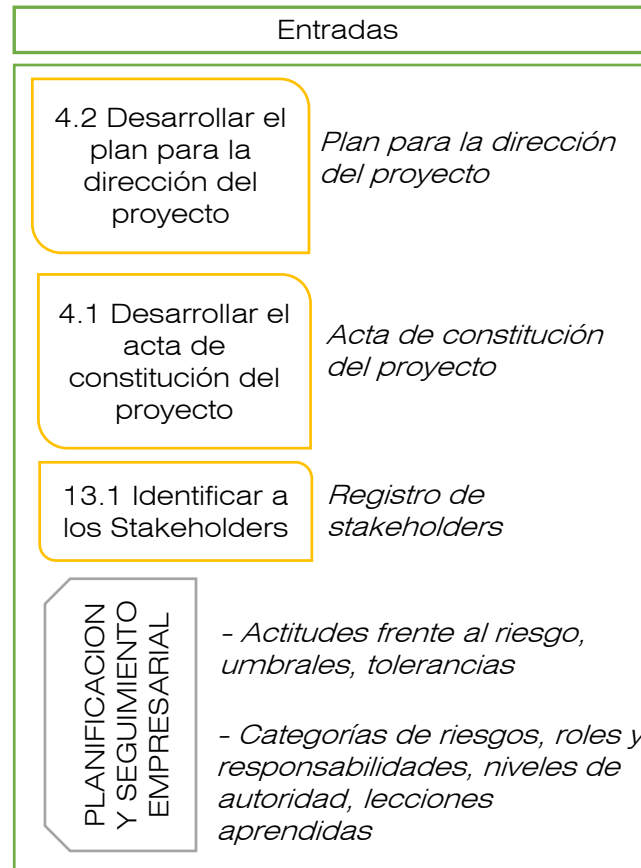 Entradas
4.2 Desarrollar el
plan para la
dirección del
proyecto
Plan para la dirección
del proyecto
4.1 Desarrollar el
acta de
constitución del
proyecto
Acta de constitución
del proyecto
13.1 Identificar a
los Stakeholders
Registro de
stakeholders
PLANIFICACION
Y SEGUIMIENTO
EMPRESARIAL
- Actitudes frente al riesgo,
umbrales, tolerancias
- Categorías de riesgos, roles y
responsabilidades, niveles de
autoridad, lecciones
aprendidas